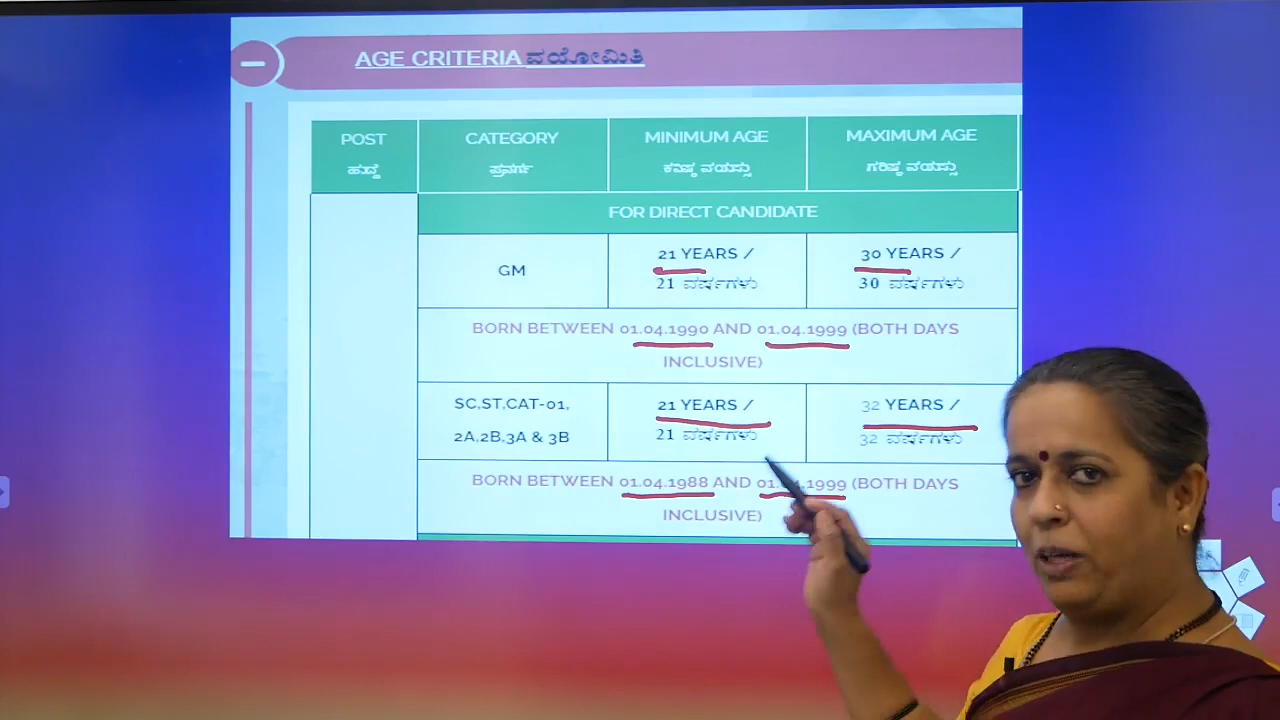 AGE CRITERIA ವಯೋಮಿತಿ
POST CATEGORY MINIMUM AGE MAXIMUM AGE
ಹುದ್ದೆ ಪ್ರವರ್ಗ ಕನಿಷ್ಠ ವಯಸ್ಸು ಗರಿಷ್ಠ ವಯಸ್ಸು
FOR DIRECT CANDIDATE
GM
21 YEARS /
21 ವರ್ಷಗಳು
30 YEARS /
30 ವರ್ಷಗಳು
BORN BETWEEN 01.04.1990 AND 01.04.1999 (BOTH DAYS
INCLUSIVE)
SC,ST,CAT-01,
2A,2B,3A & 3B
21 YEARS /
21 ವರ್ಷಗಳು
32 YEARS /
32 ವರ್ಷಗಳು
BORN BETWEEN 01.04.1988 AND 01.04.1999 (BOTH DAYS
INCLUSIVE)